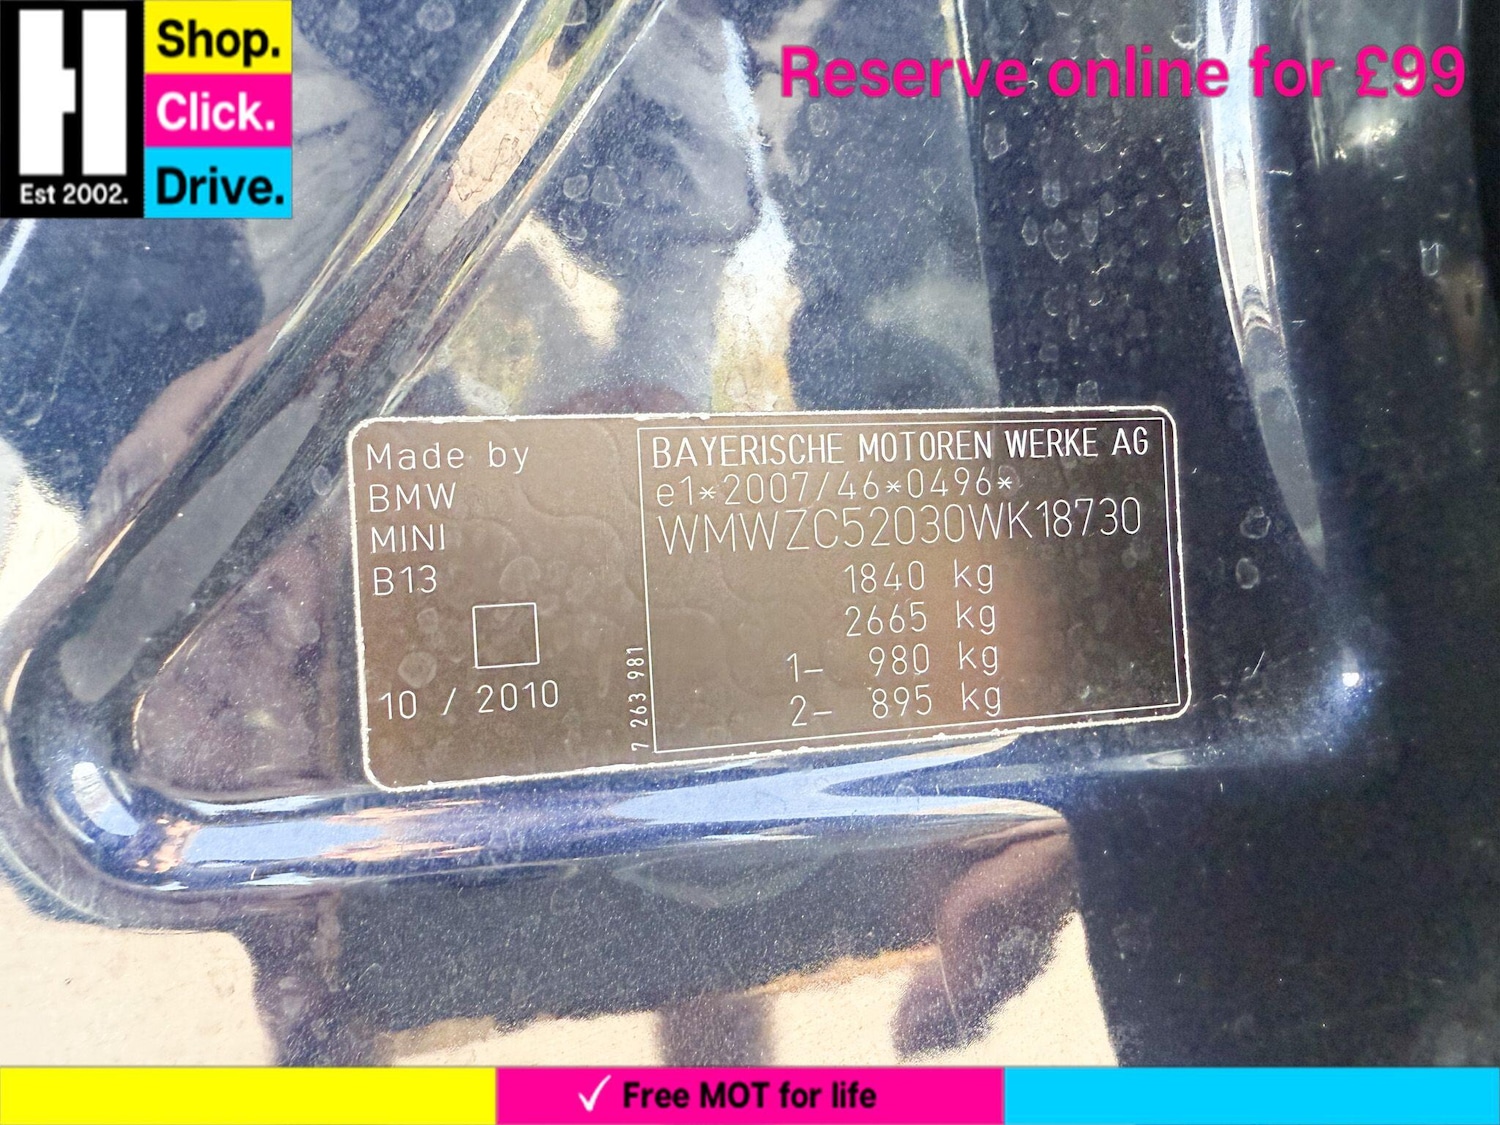 Shop.
Click.
Drive.
Est 2002.
Reserve online for £99
Made by
BMW
MINI
B13
10 / 2010
7 263 981
BAYERISCHE MOTOREN WERKE AG
e1*2007/46*0496*
WMWZC52030WK18730
1840 kg
2665 kg
1- 980 kg
2- 895 kg
✓ Free MOT for life